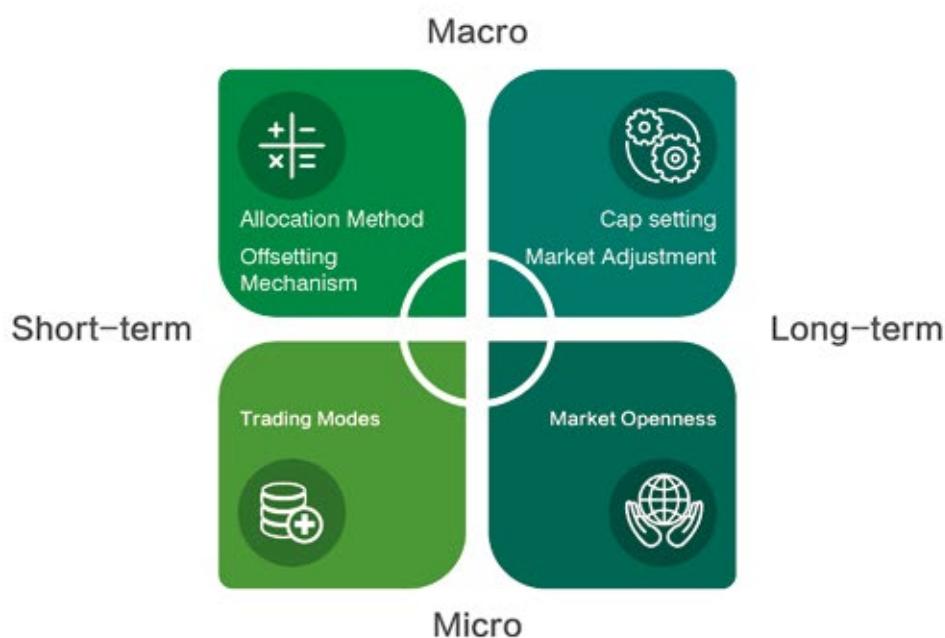 Macro
Allocation Method
Offsetting
Mechanism
Cap setting
Market Adjustment
Short-term
Long-term
Trading Modes
Market Openness
Micro